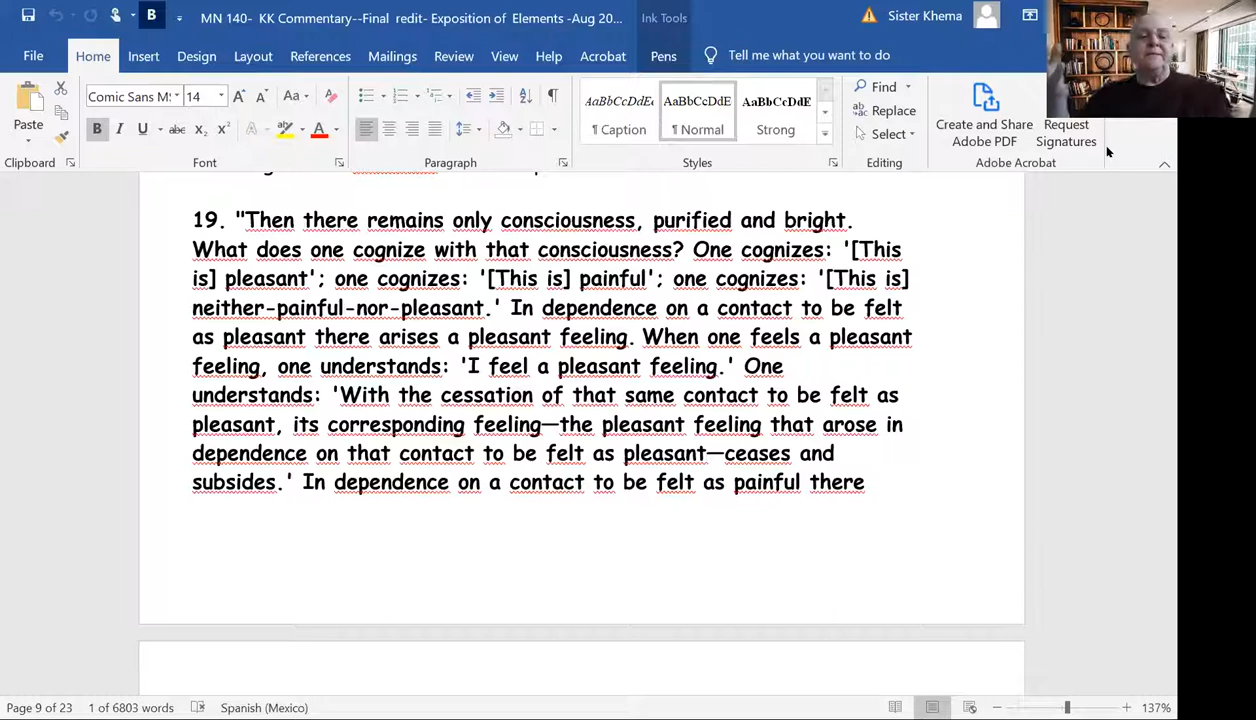 MN 140- KK Commentary--Final redit- Exposition of Elements -Aug 20...
Ink Tools
Sister Khema
File Home Insert Design Layout References Mailings Review View Help Acrobat Pens Tell me what you want to do
Paste
Clipboard
Comic Sans M 14
Font
Paragraph
AaBbCcDdE AaBbCcDdE AaBbCcDdE
¶ Caption ¶ Normal Strong
Styles
Find
Replace
Select
Editing
Create and Share Adobe PDF
Request Signatures
Adobe Acrobat
19. "Then there remains only consciousness, purified and bright.
What does one cognize with that consciousness? One cognizes: '[This
is] pleasant'; one cognizes: '[This is] painful'; one cognizes: '[This is]
neither-painful-nor-pleasant.' In dependence on a contact to be felt
as pleasant there arises a pleasant feeling. When one feels a pleasant
feeling, one understands: 'I feel a pleasant feeling.' One
understands: 'With the cessation of that same contact to be felt as
pleasant, its corresponding feeling—the pleasant feeling that arose in
dependence on that contact to be felt as pleasant—ceases and
subsides.' In dependence on a contact to be felt as painful there
Page 9 of 23 1 of 6803 words Spanish (Mexico) 137%